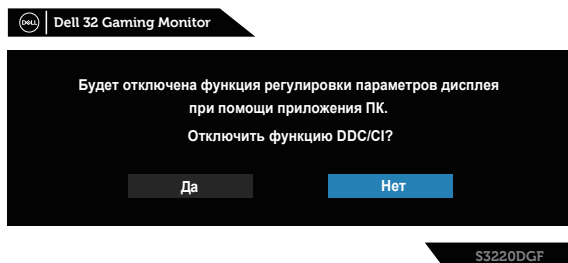 DELL
Dell 32 Gaming Monitor
Будет отключена функция регулировки параметров дисплея
при помощи приложения ПК.
Отключить функцию DDC/CI?
Да
Нет
S3220DGF